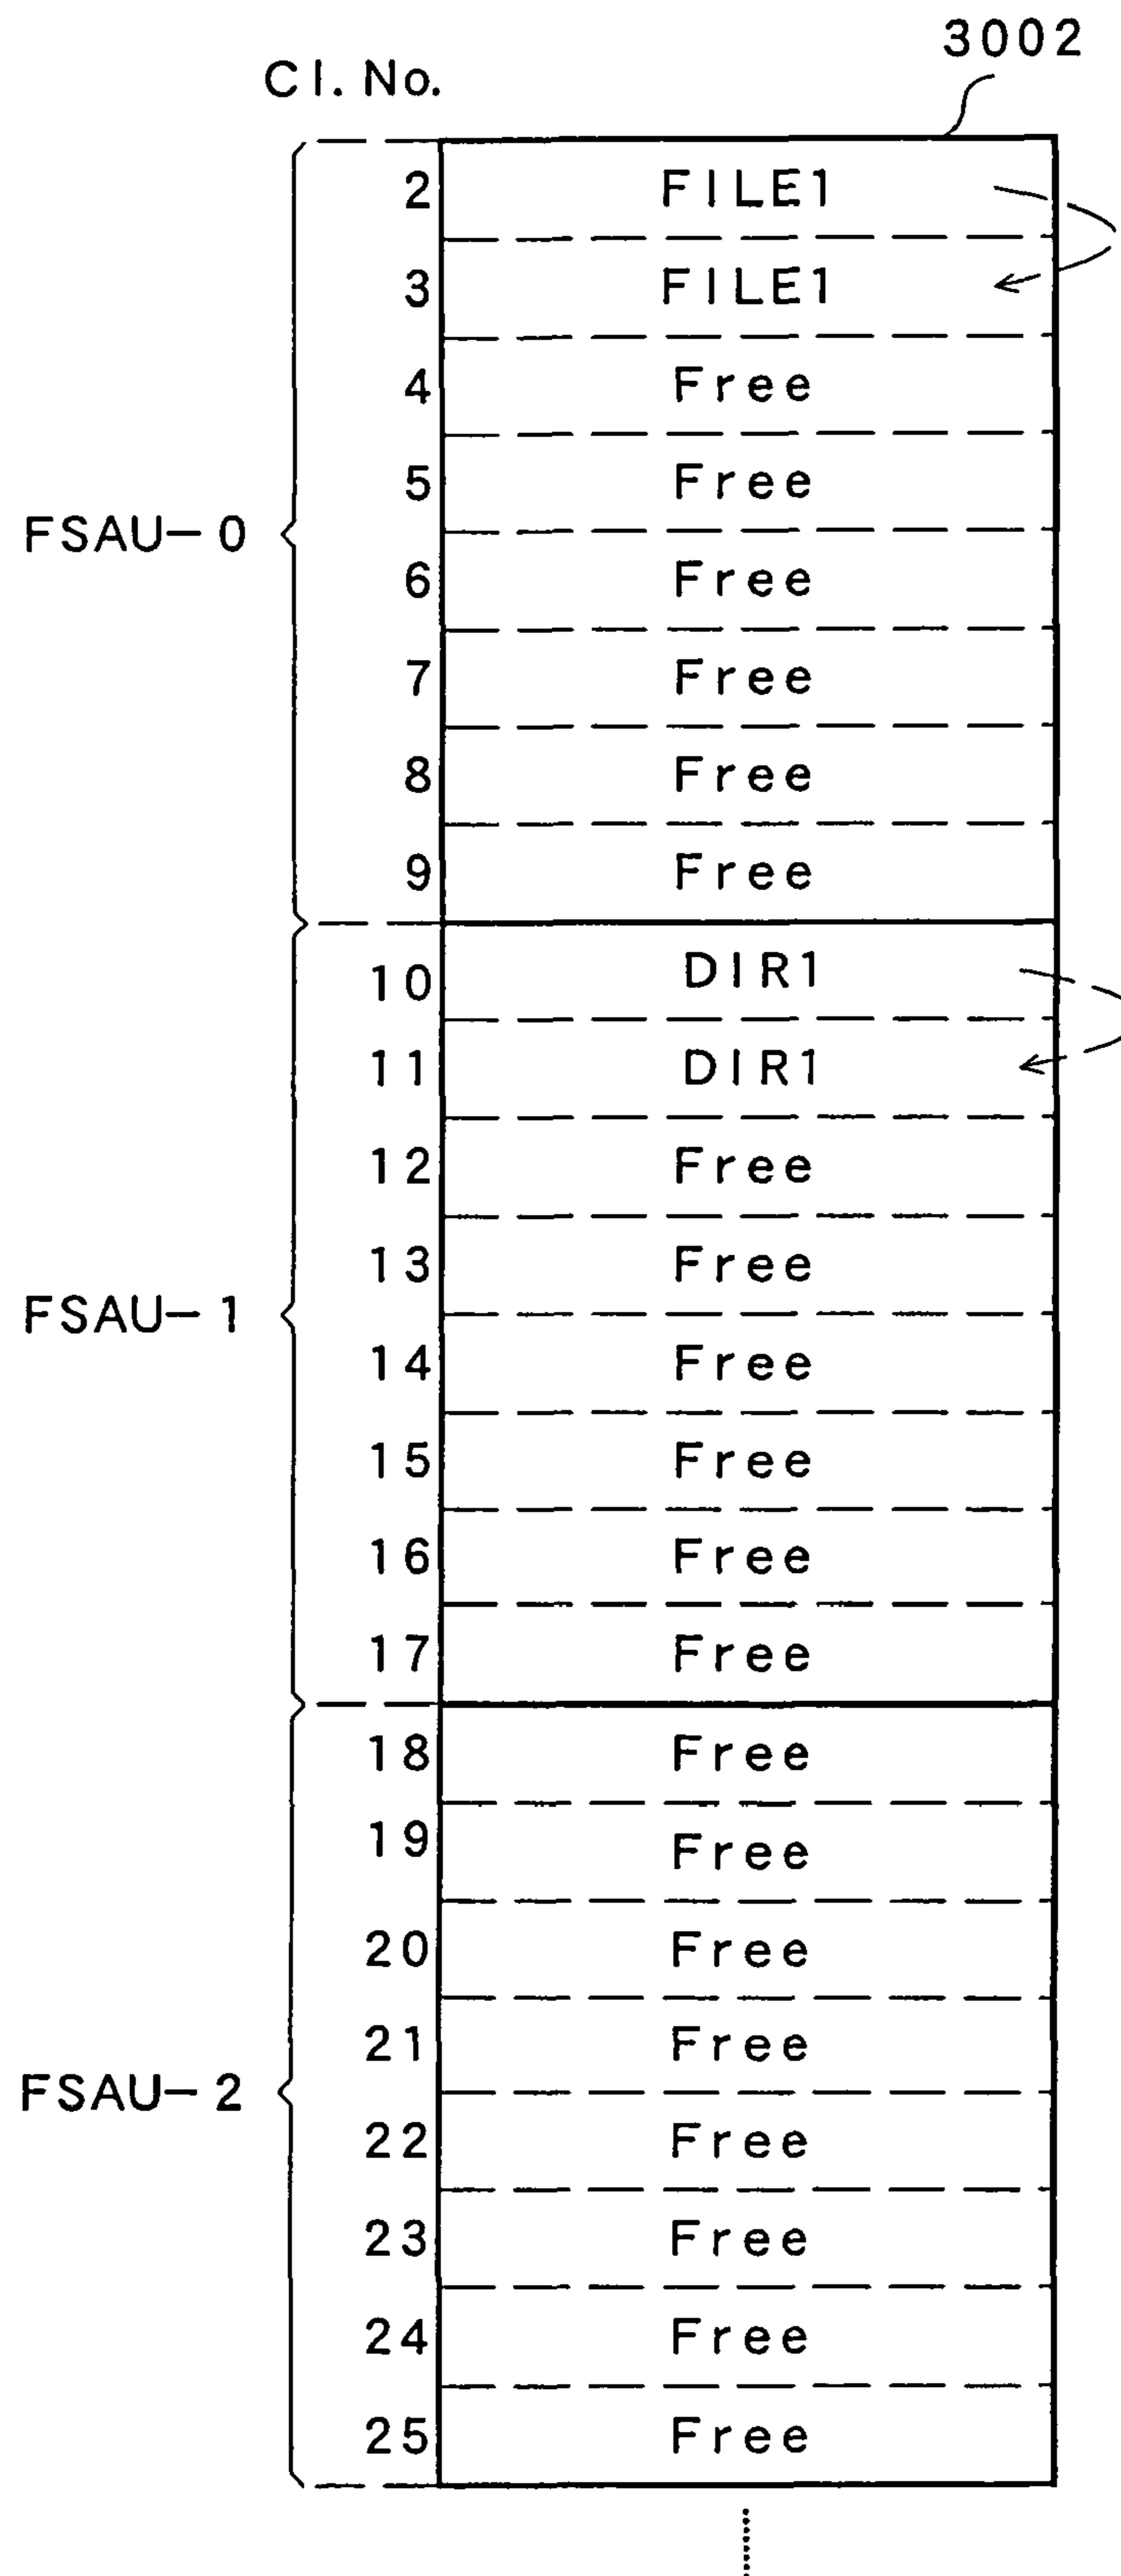 3002
Cl. No.
2 FILE1
3 FILE1
4 Free
5 Free
FSAU-0
6 Free
7 Free
8 Free
9 Free
10 DIR1
11 DIR1
12 Free
13 Free
FSAU-1
14 Free
15 Free
16 Free
17 Free
18 Free
19 Free
20 Free
21 Free
FSAU-2
22 Free
23 Free
24 Free
25 Free